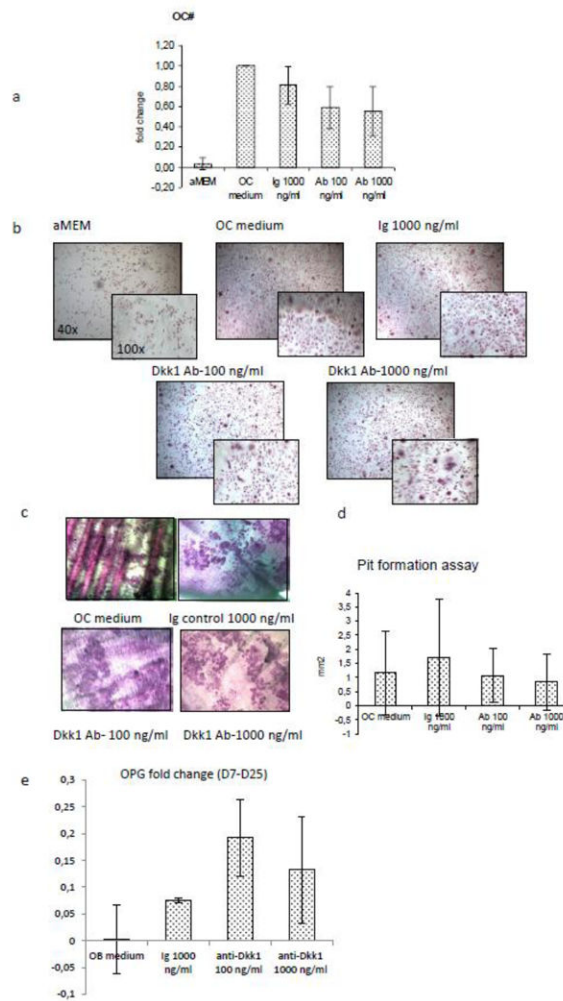 OC#
a
fold change
1,20
1,00
0,80
0,60
0,40
0,20
0,00
-0,20
aMEM
OC medium
Ig 1000 ng/ml
Ab 100 ng/ml
Ab 1000 ng/ml
b
aMEM
OC medium
Ig 1000 ng/ml
40x
100x
Dkk1 Ab-100 ng/ml
Dkk1 Ab-1000 ng/ml
c
OC medium
Ig control 1000 ng/ml
Dkk1 Ab- 100 ng/ml
Dkk1 Ab-1000 ng/ml
d
Pit formation assay
mm2
4
3,5
3
2,5
2
1,5
1
0,5
0
-0,5
-1
OC medium
Ig 1000 ng/ml
Ab 100 ng/ml
Ab 1000 ng/ml
e
OPG fold change (D7-D25)
0,3
0,25
0,2
0,15
0,1
0,05
0
-0,05
-0,1
OB medium
Ig 1000 ng/ml
anti-Dkk1 100 ng/ml
anti-Dkk1 1000 ng/ml